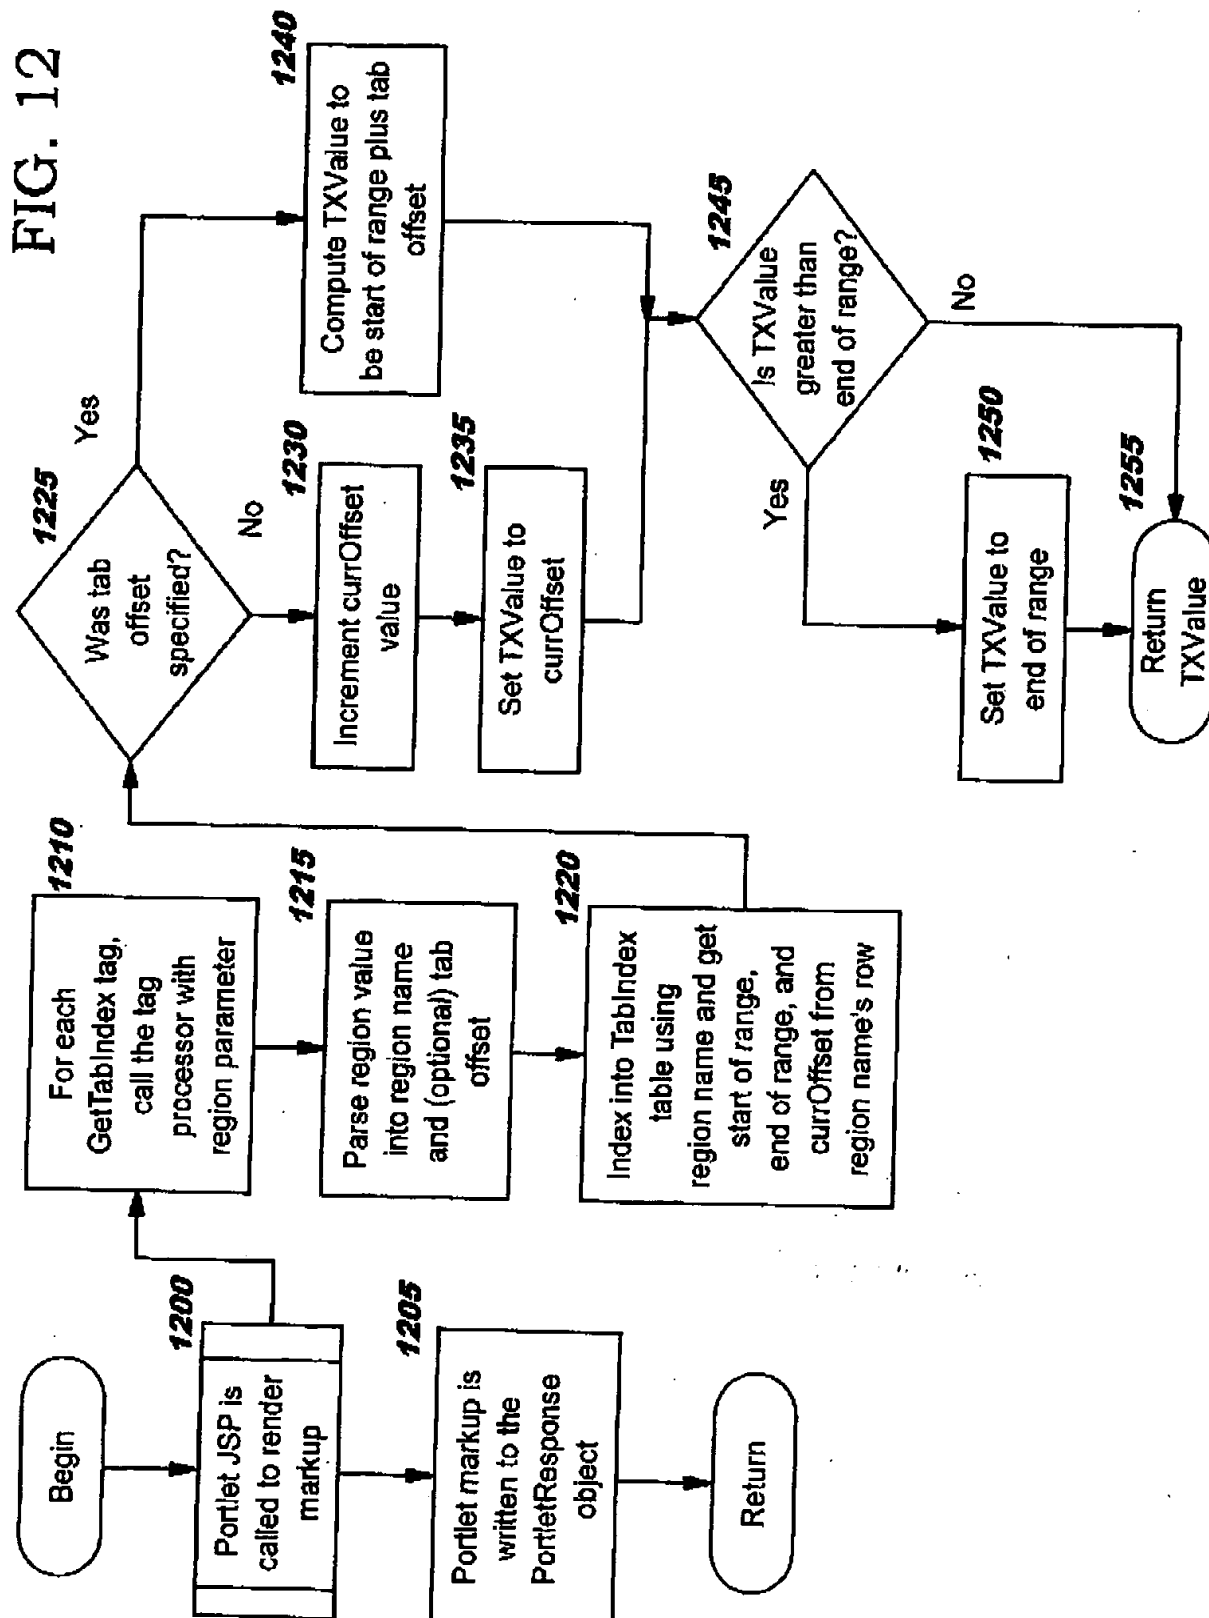 FIG. 12
Begin
1200
Portlet JSP is
called to render
markup
1205
Portlet markup is
written to the
PortletResponse
object
Return
1210
For each
GetTabIndex tag,
call the tag
processor with
region parameter
1215
Parse region value
into region name
and (optional) tab
offset
1220
Index into TabIndex
table using
region name and get
start of range,
end of range, and
currOffset from
region name's row
1225
Was tab
offset
specified?
Yes
No
1230
Increment currOffset
value
1235
Set TXValue to
currOffset
1240
Compute TXValue to
be start of range plus tab
offset
1245
Is TXValue
greater than
end of range?
Yes
No
1250
Set TXValue to
end of range
1255
Return
TXValue